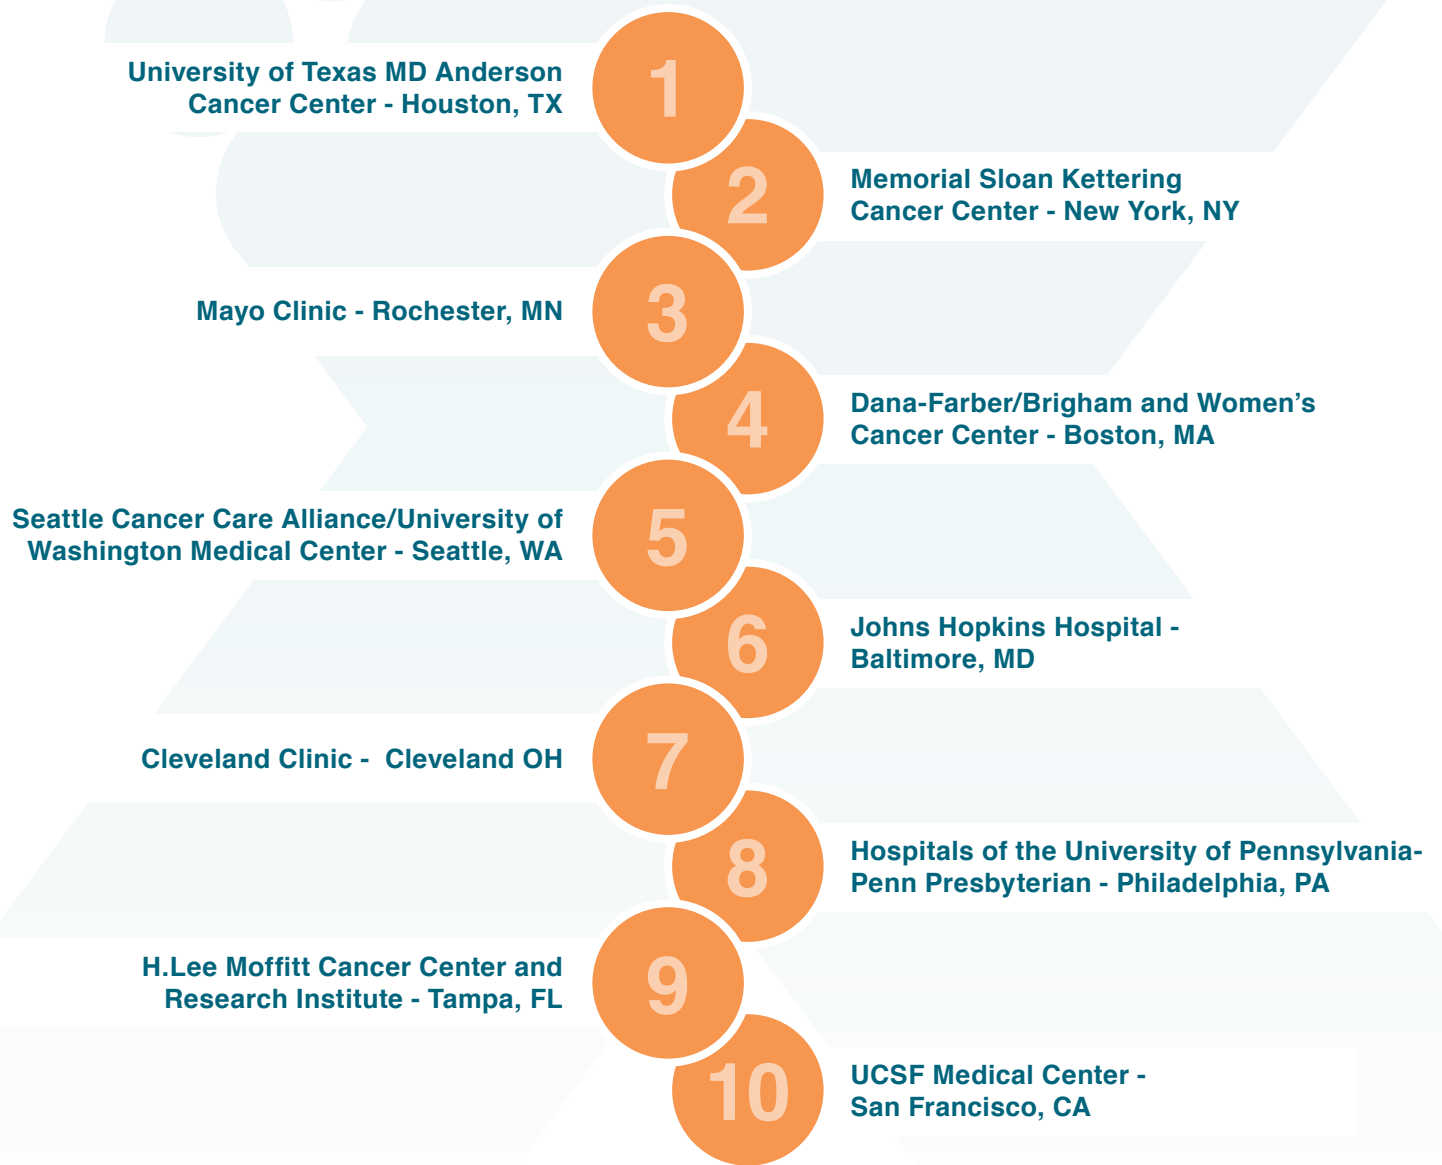 University of Texas MD Anderson
Cancer Center - Houston, TX
1
2
Memorial Sloan Kettering
Cancer Center - New York, NY
Mayo Clinic - Rochester, MN
3
4
Dana-Farber/Brigham and Women’s
Cancer Center - Boston, MA
Seattle Cancer Care Alliance/University of
Washington Medical Center - Seattle, WA
5
6
Johns Hopkins Hospital -
Baltimore, MD
Cleveland Clinic -  Cleveland OH
7
8
Hospitals of the University of Pennsylvania-
Penn Presbyterian - Philadelphia, PA
H.Lee Moffitt Cancer Center and
Research Institute - Tampa, FL
9
10
UCSF Medical Center -
San Francisco, CA